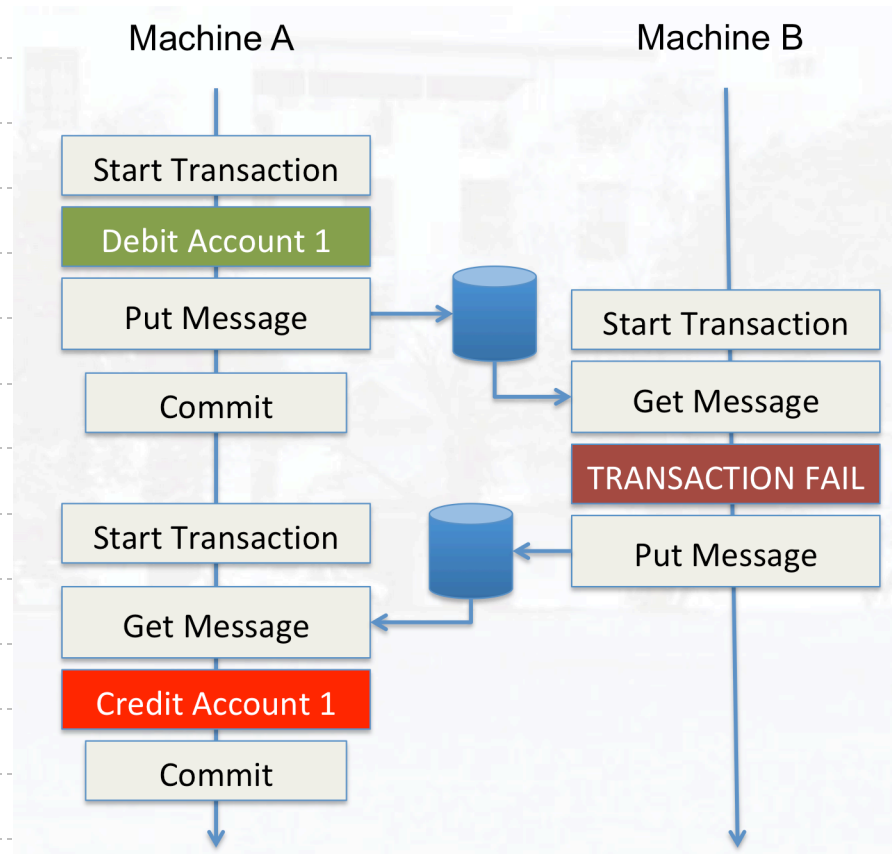 Machine A
Machine B
Start Transaction
Debit Account 1
Put Message
Commit
Start Transaction
Get Message
TRANSACTION FAIL
Put Message
Start Transaction
Get Message
Credit Account 1
Commit